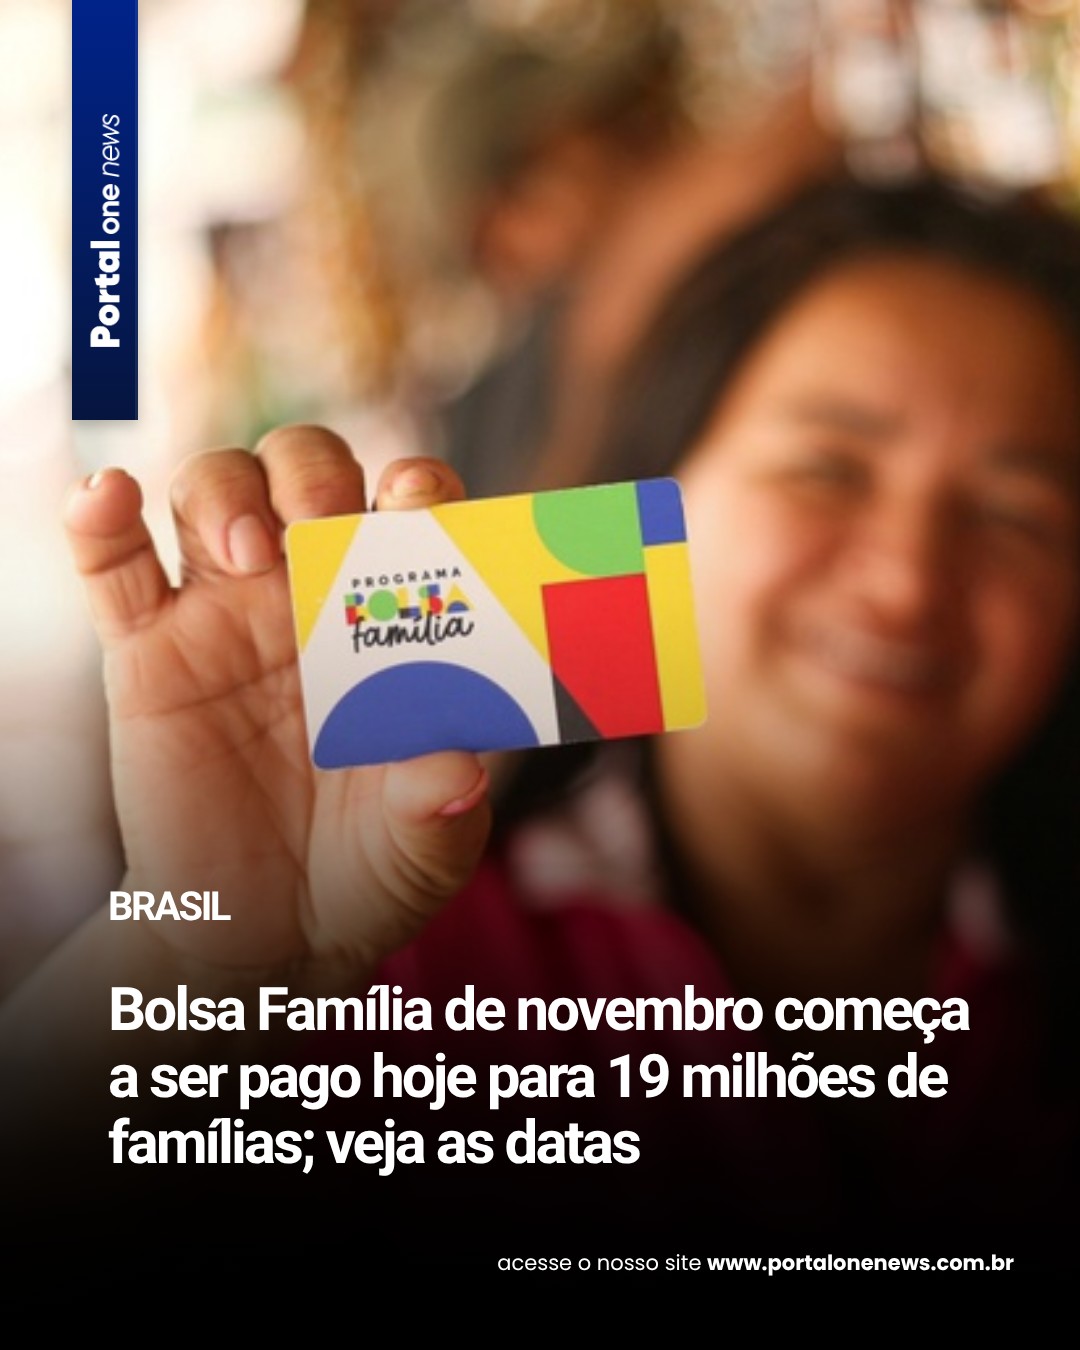 Portal one news
PROGRAMA
BOLSA
família
BRASIL
Bolsa Família de novembro começa
a ser pago hoje para 19 milhões de
famílias; veja as datas
acesse o nosso site www.portalonenews.com.br